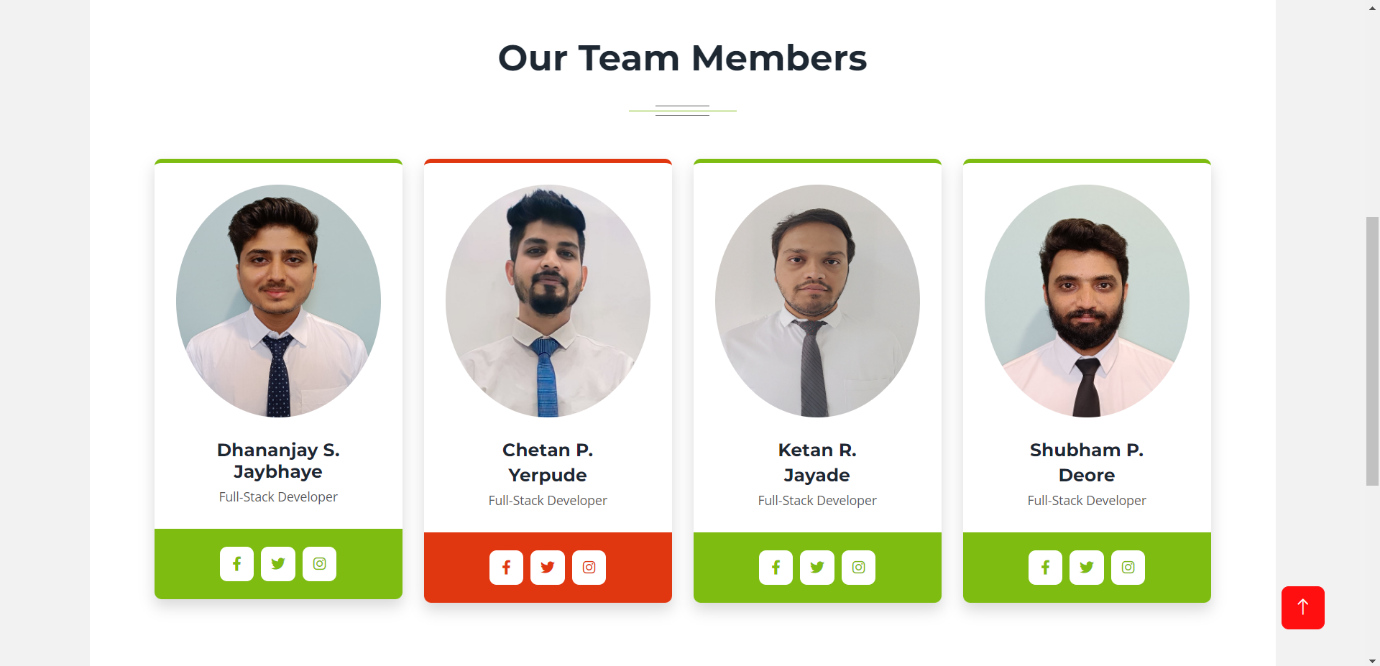 Our Team Members
Dhananjay S.
Jaybhaye
Full-Stack Developer
Chetan P.
Yerpude
Full-Stack Developer
Ketan R.
Jayade
Full-Stack Developer
Shubham P.
Deore
Full-Stack Developer